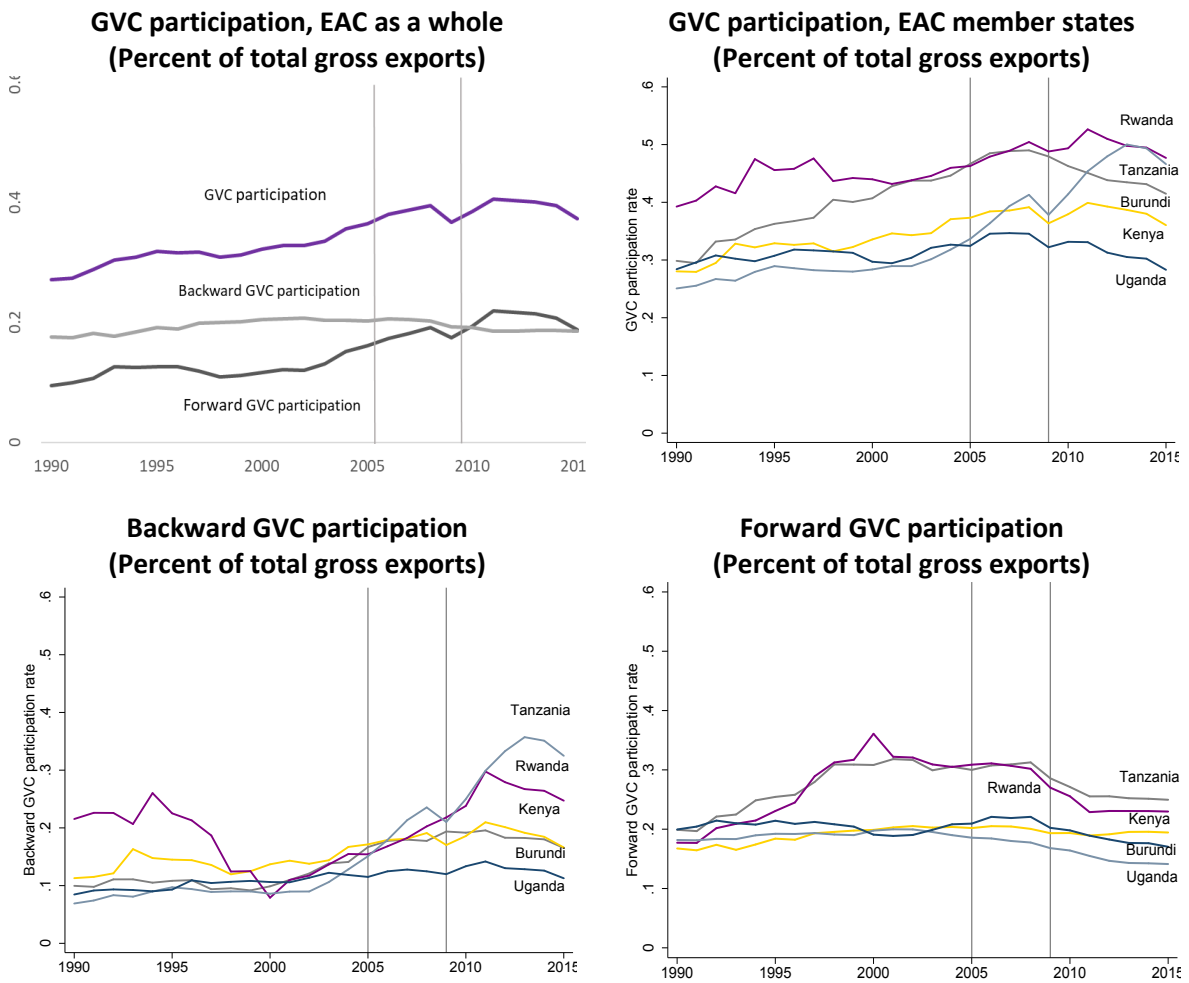 GVC participation, EAC as a whole
(Percent of total gross exports)
0.6
0.4
0.2
0
GVC participation
Backward GVC participation
Forward GVC participation
1990 1995 2000 2005 2010 201
GVC participation, EAC member states
(Percent of total gross exports)
GVC participation rate
.6
.5
.4
.3
.2
.1
0
Rwanda
Tanzania
Burundi
Kenya
Uganda
1990 1995 2000 2005 2010 2015
Backward GVC participation
(Percent of total gross exports)
Backward GVC participation rate
.6
.5
.4
.3
.2
.1
0
Tanzania
Rwanda
Kenya
Burundi
Uganda
1990 1995 2000 2005 2010 2015
Forward GVC participation
(Percent of total gross exports)
Forward GVC participation rate
.6
.5
.4
.3
.2
.1
0
Tanzania
Rwanda
Kenya
Burundi
Uganda
1990 1995 2000 2005 2010 2015